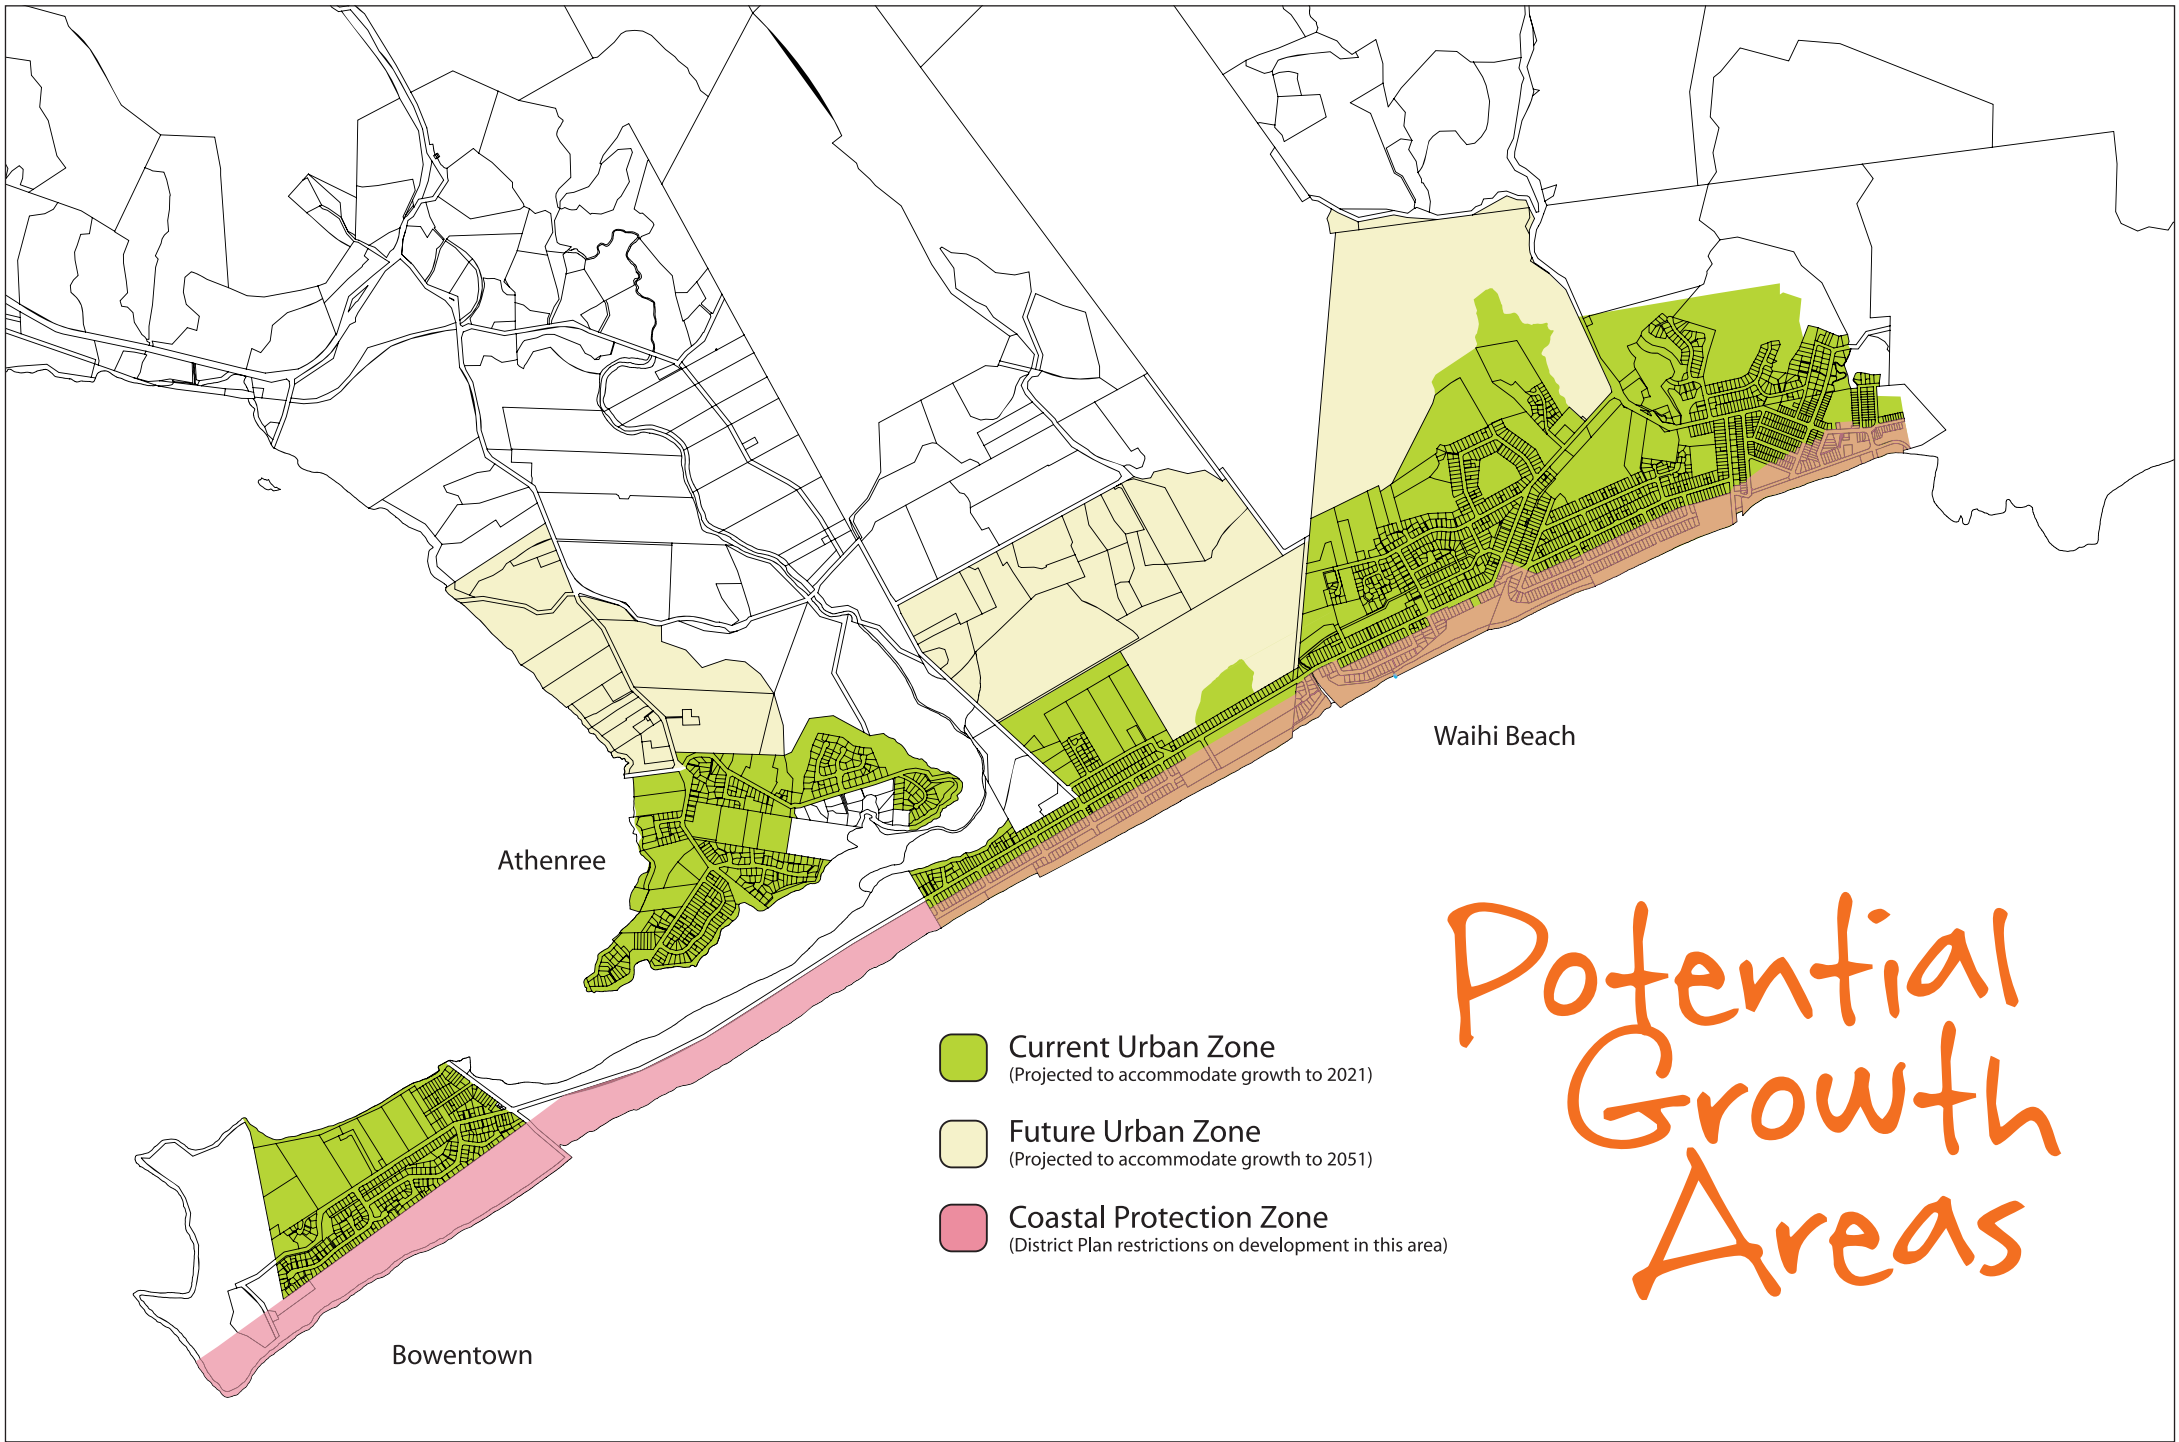 Waihi Beach
Athenree
Potential
Growth
Areas
Current Urban Zone
(Projected to accommodate growth to 2021)
Future Urban Zone
(Projected to accommodate growth to 2051)
Coastal Protection Zone
(District Plan restrictions on development in this area)
Bowentown